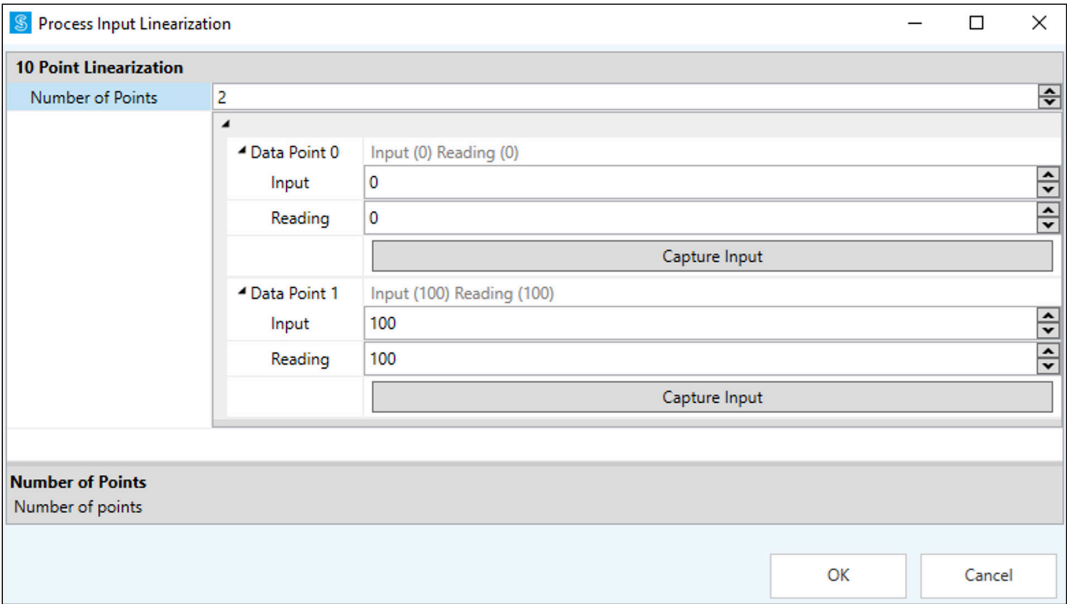 Process Input Linearization
10 Point Linearization
Number of Points 2
Data Point 0 Input (0) Reading (0)
Input 0
Reading 0
Capture Input
Data Point 1 Input (100) Reading (100)
Input 100
Reading 100
Capture Input
Number of Points
Number of points
OK Cancel